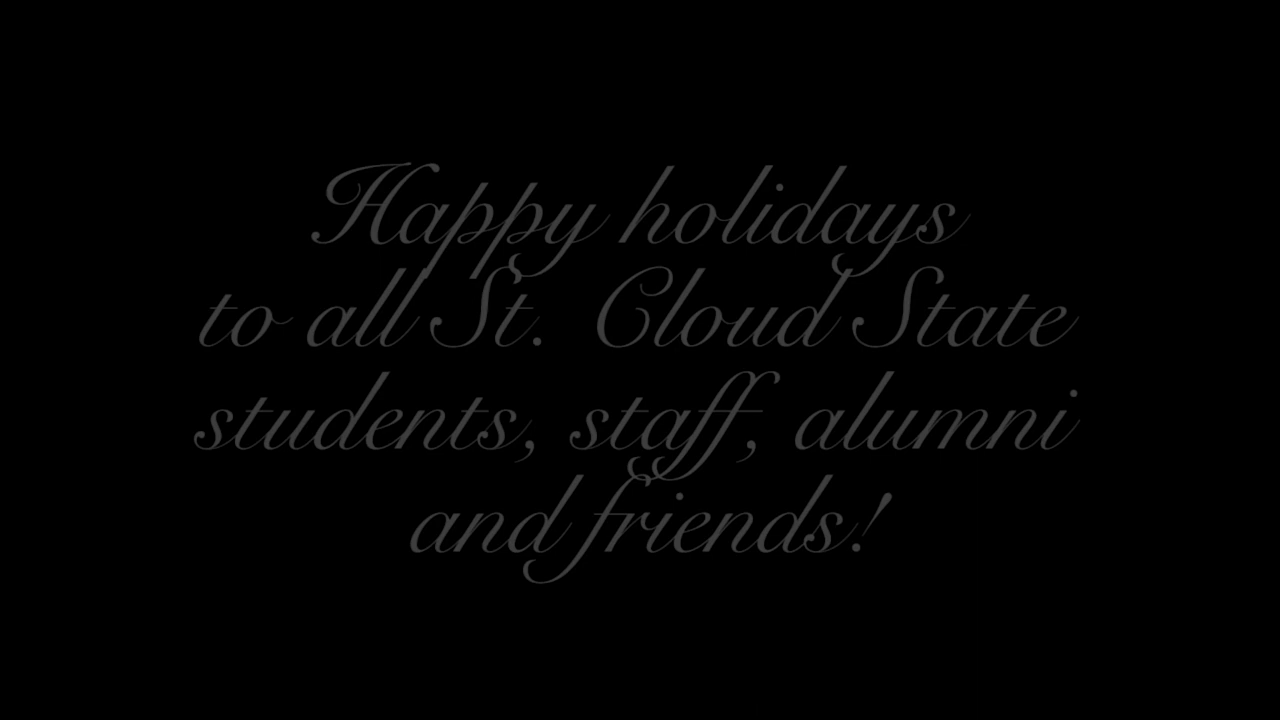 Happy holidays
to all St. Cloud State
students, staff, alumni
and friends!